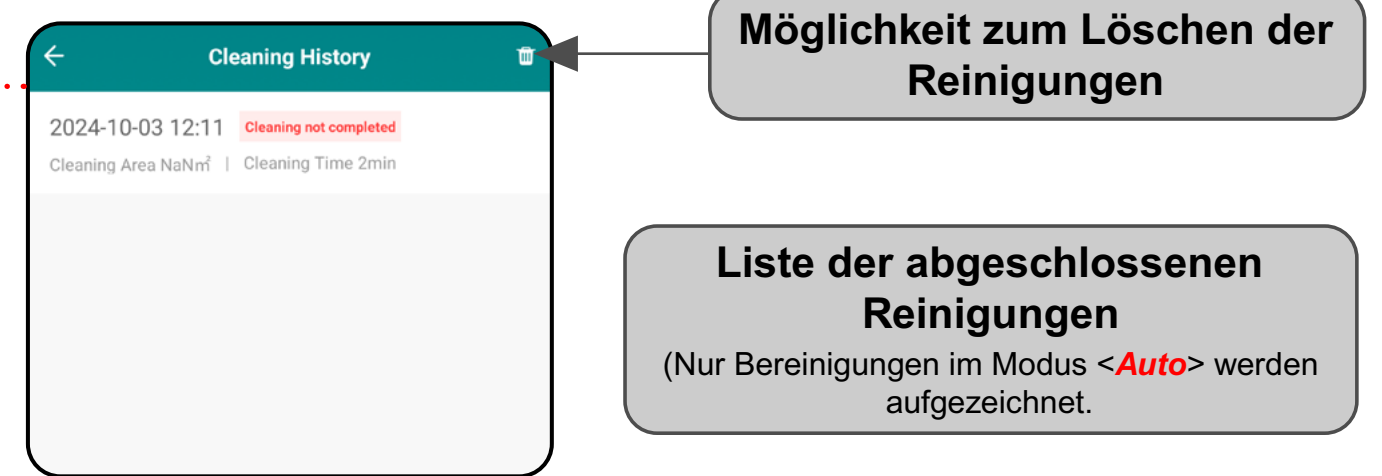 Cleaning History
2024-10-03 12:11 Cleaning not completed
Cleaning Area NaN㎡ | Cleaning Time 2min
Möglichkeit zum Löschen der
Reinigungen
Liste der abgeschlossenen
Reinigungen
(Nur Bereinigungen im Modus <Auto> werden
aufgezeichnet.